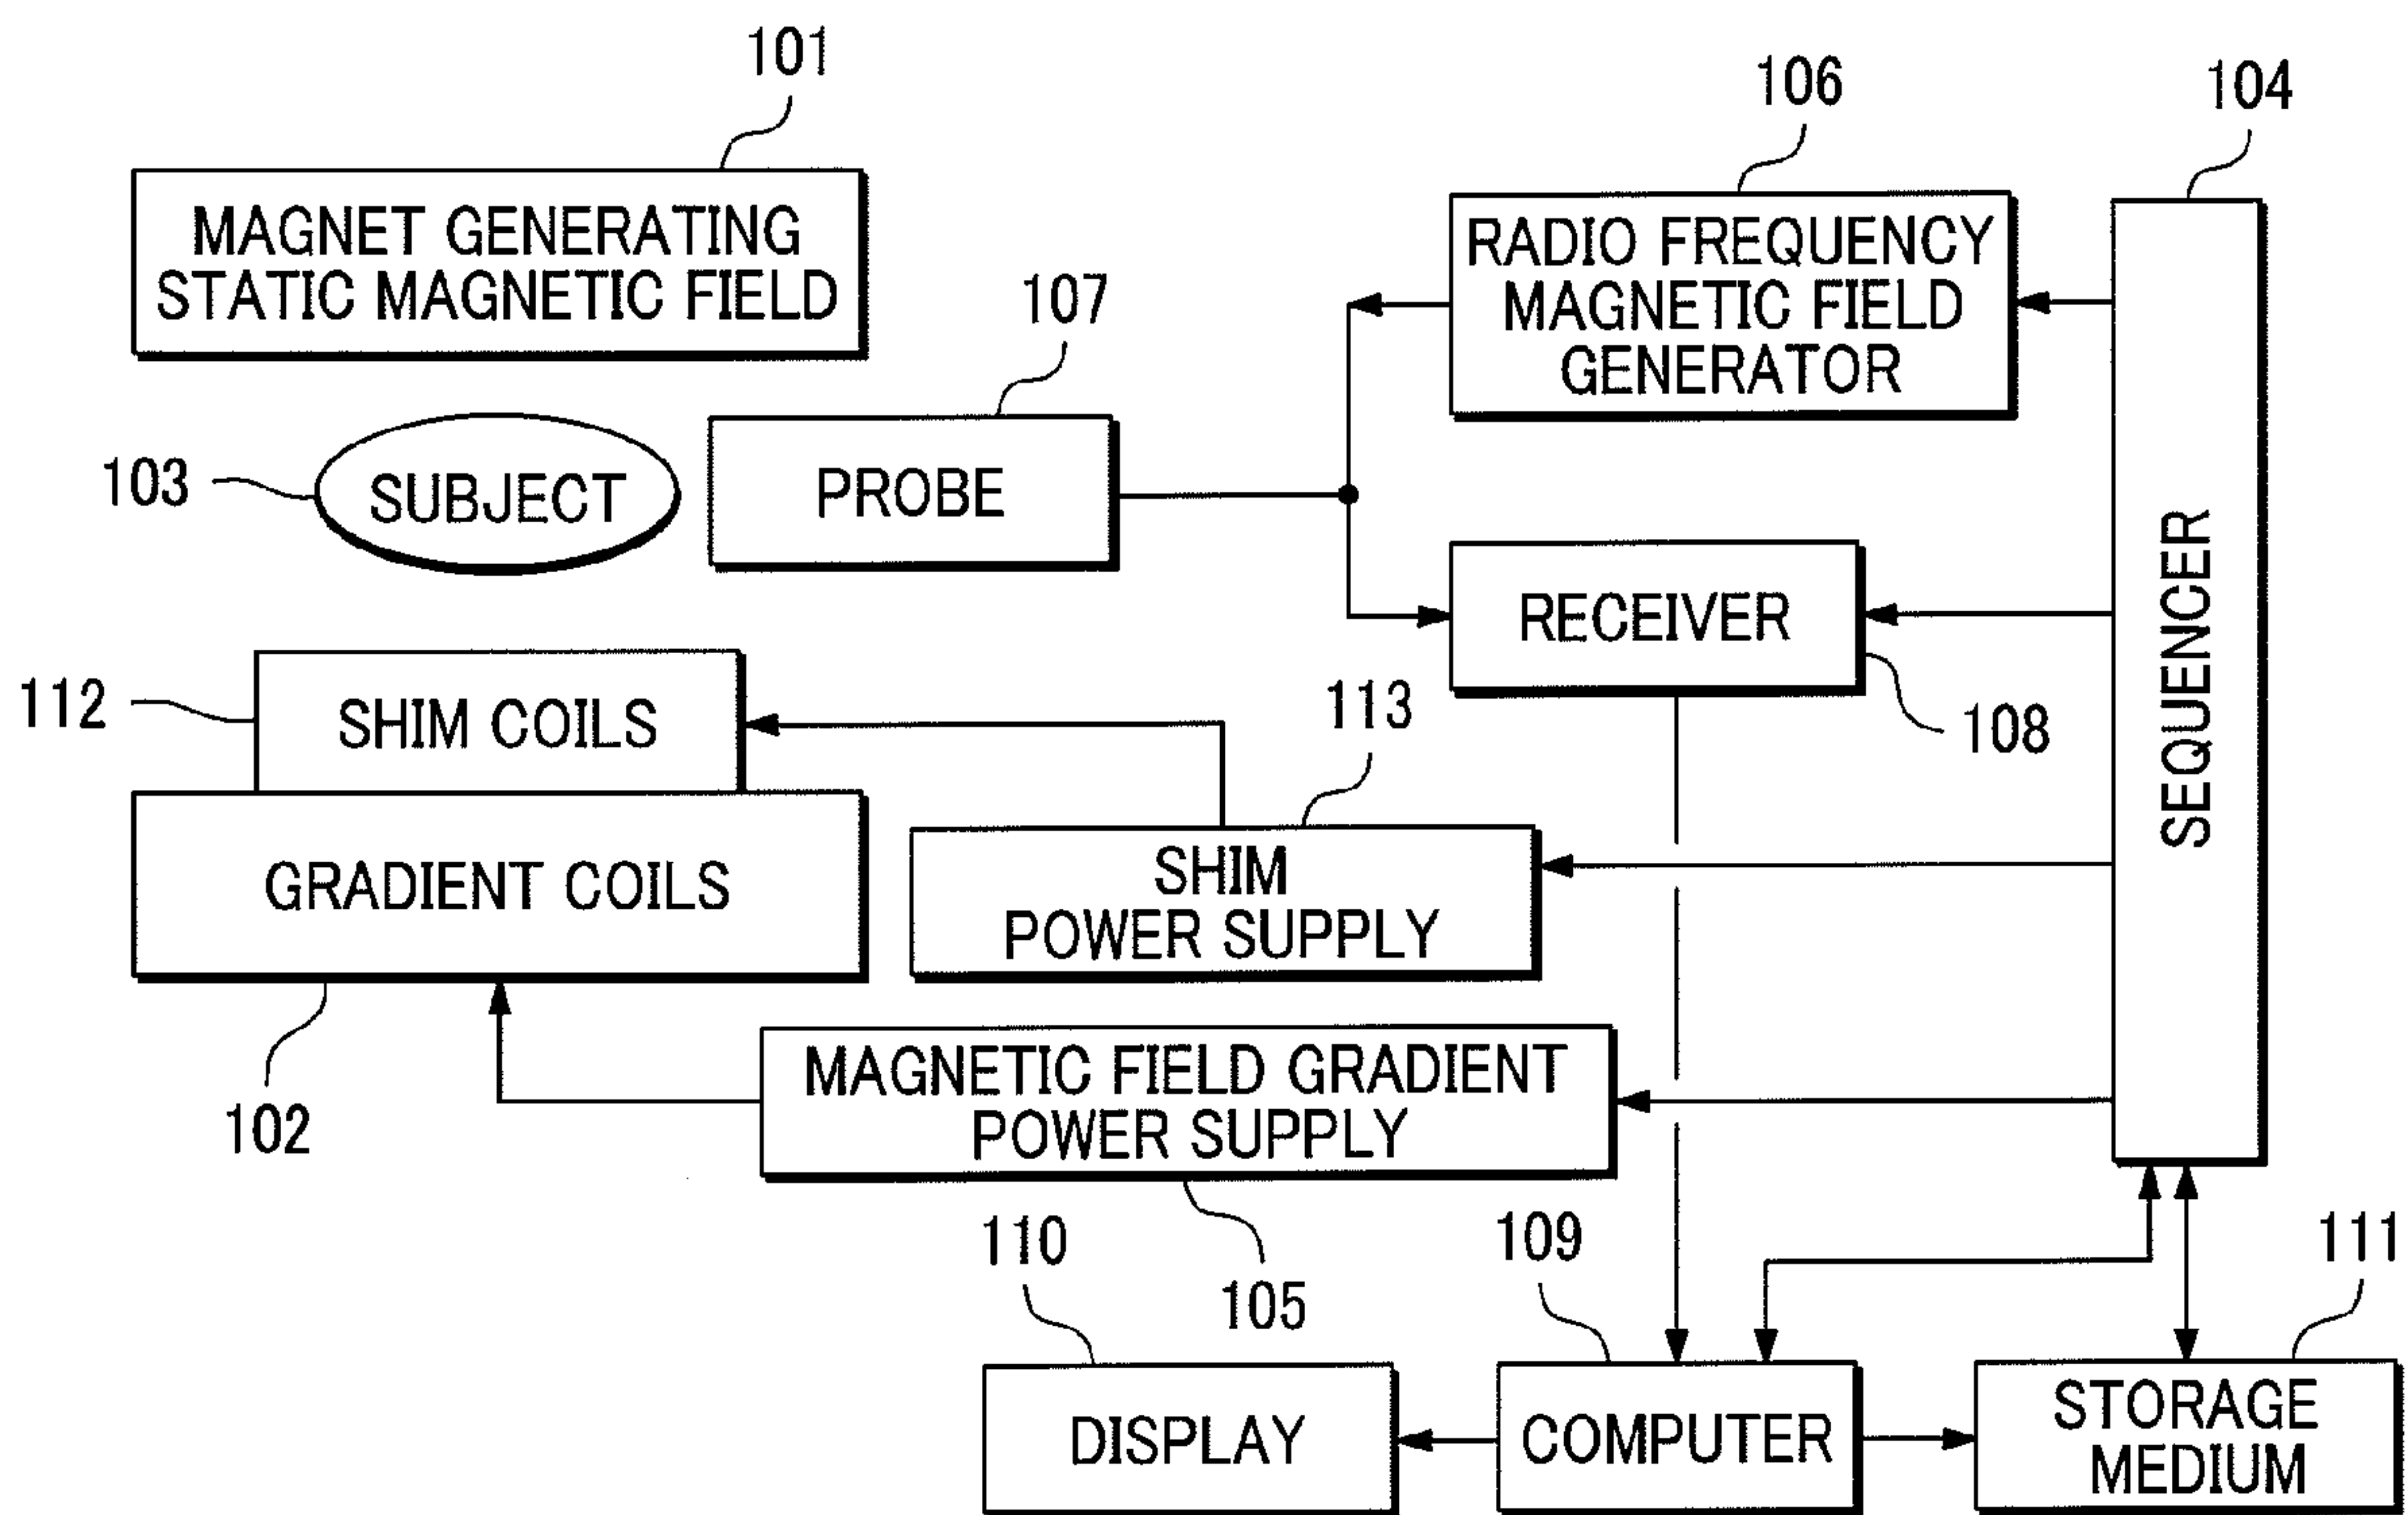 101
106
104
MAGNET GENERATING
STATIC MAGNETIC FIELD
107
RADIO FREQUENCY
MAGNETIC FIELD
GENERATOR
103
SUBJECT
PROBE
RECEIVER
SEQUENCER
112
SHIM COILS
113
108
GRADIENT COILS
SHIM
POWER SUPPLY
102
MAGNETIC FIELD GRADIENT
POWER SUPPLY
110
105
109
111
DISPLAY
COMPUTER
STORAGE
MEDIUM